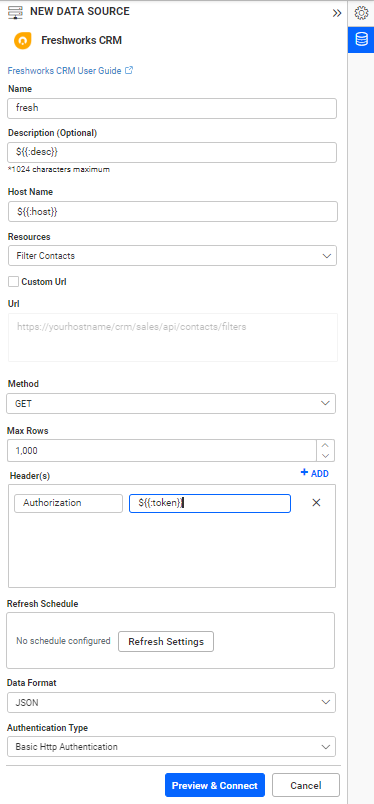 NEW DATA SOURCE
Freshworks CRM
Freshworks CRM User Guide
Name
fresh
Description (Optional)
${{:desc}}
*1024 characters maximum
Host Name
${{:host}}
Resources
Filter Contacts
Custom Url
Url
https://yourhostname/crm/sales/api/contacts/filters
Method
GET
Max Rows
1,000
Header(s) + ADD
Authorization ${{:token}}
Refresh Schedule
No schedule configured Refresh Settings
Data Format
JSON
Authentication Type
Basic Http Authentication
Preview & Connect Cancel